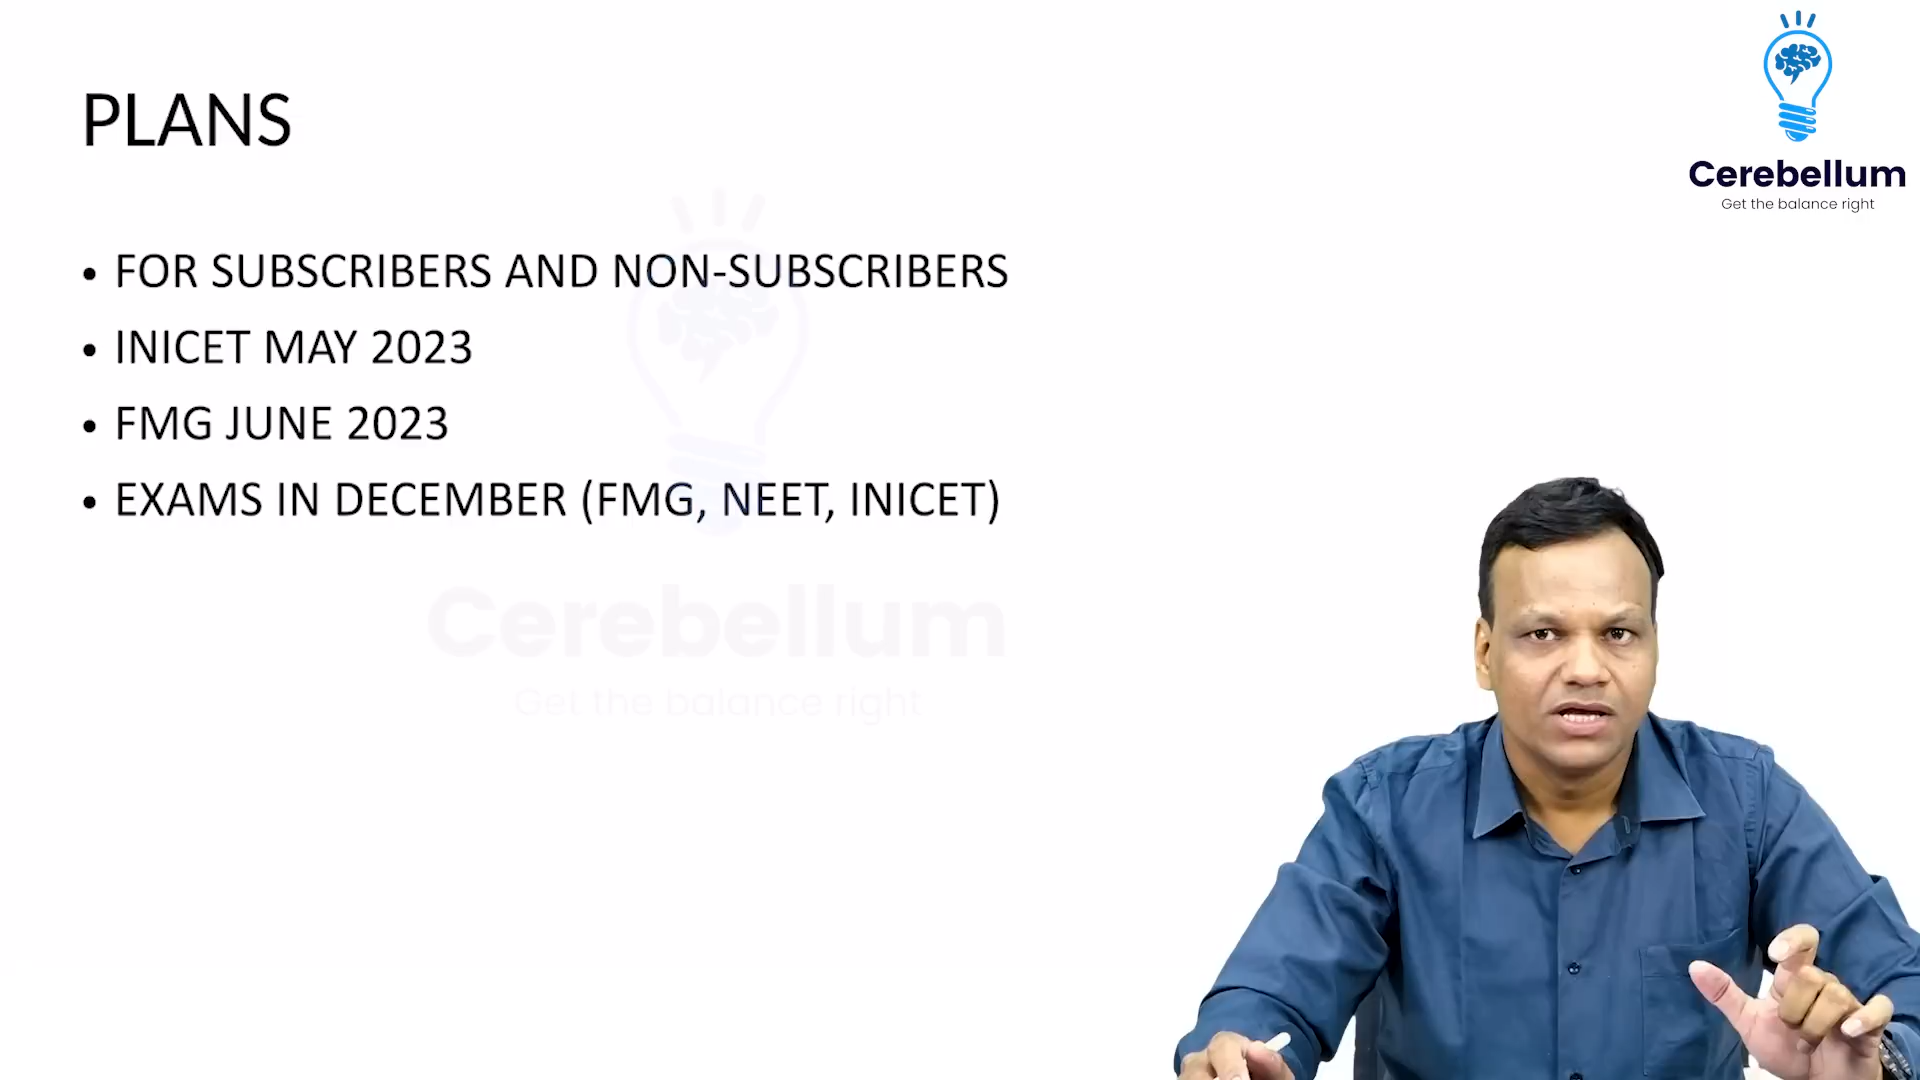 PLANS
• FOR SUBSCRIBERS AND NON-SUBSCRIBERS
• INICET MAY 2023
• FMG JUNE 2023
• EXAMS IN DECEMBER (FMG, NEET, INICET)
Cerebellum
Get the balance right
Cerebellum
Get the balance right